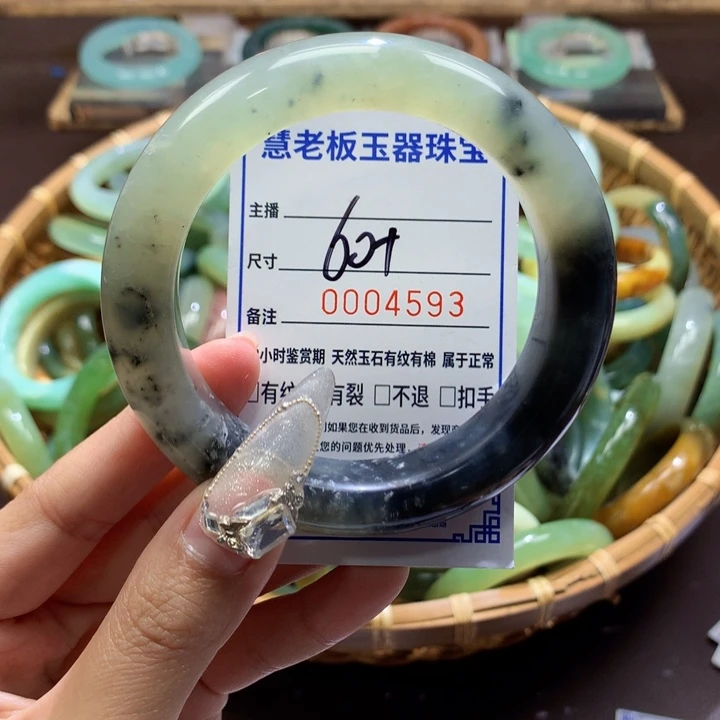 慧老板玉器珠宝
主播
尺寸 60+
0004593
备注
小时鉴赏期 天然玉石有纹有棉 属于正常
□有纹 有裂 □不退 □扣手
如果您在收到货品后，发现
您的问题优先处理，